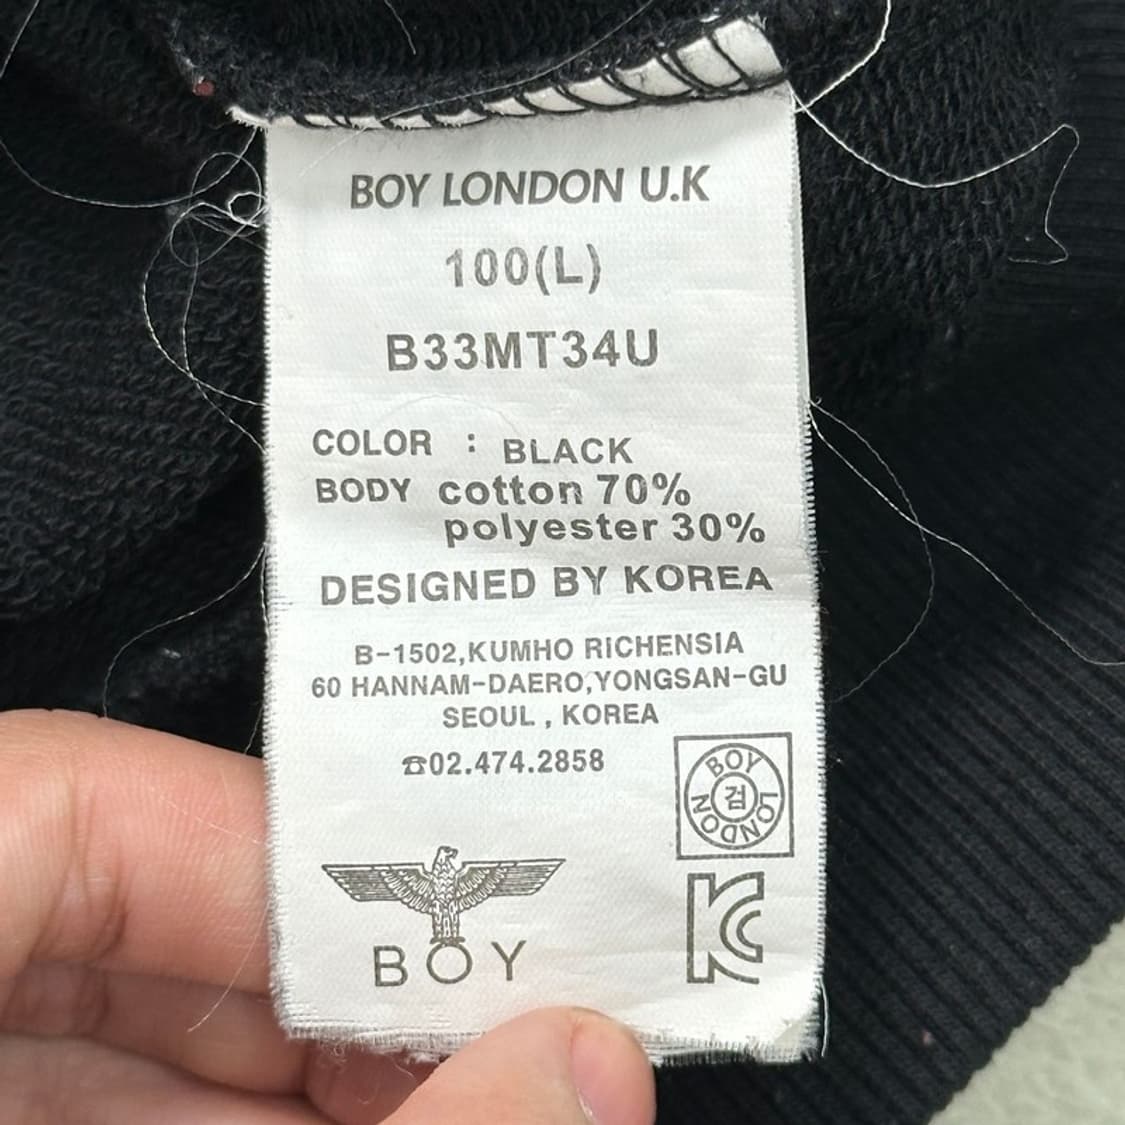 BOY LONDON U.K
100(L)
B33MT34U
COLOR : BLACK
BODY cotton 70%
polyester 30%
DESIGNED BY KOREA
B-1502,KUMHO RICHENSIA
60 HANNAM-DAERO,YONGSAN-GU
SEOUL , KOREA
☎02.474.2858
BOY
검
LONDON
BOY
KC